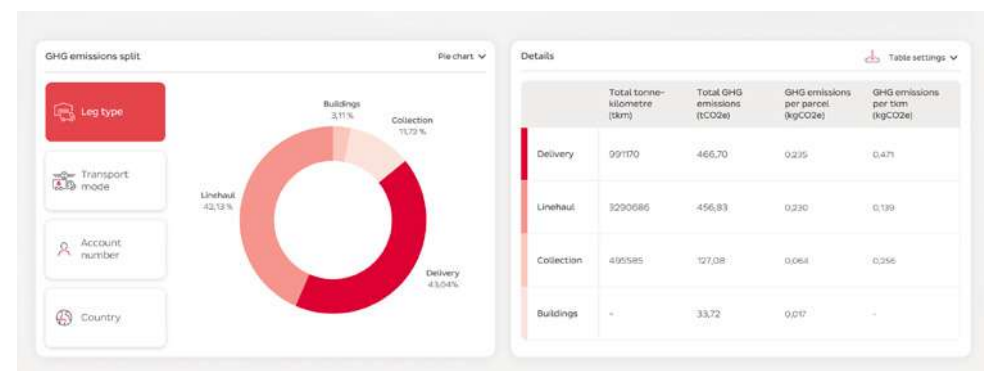 GHG emissions split
Pie chart
Leg type
Transport
mode
Account
number
Country
Buildings
3,11 %
Collection
11,72 %
Linehaul
42,13 %
Delivery
43,04%
Details
Table settings
Total tonne-
kilometre
(tkm)
Total GHG
emissions
(tCO2e)
GHG emissions
per parcel
(kgCO2e)
GHG emissions
per tkm
(kgCO2e)
Delivery 991170 466,70 0,235 0,471
Linehaul 3290686 456,83 0,230 0,139
Collection 495585 127,08 0,064 0,256
Buildings - 33,72 0,017 -